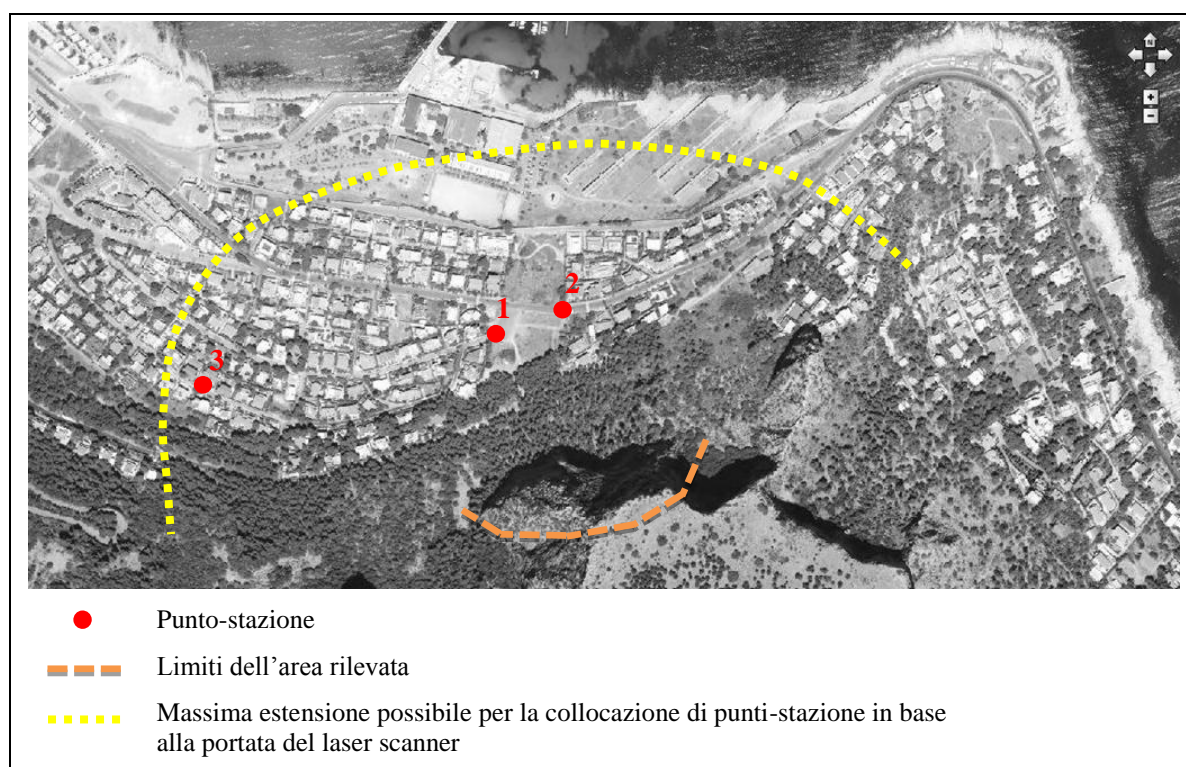 N
+
−
1
2
3
Punto-stazione
Limiti dell’area rilevata
Massima estensione possibile per la collocazione di punti-stazione in base
alla portata del laser scanner